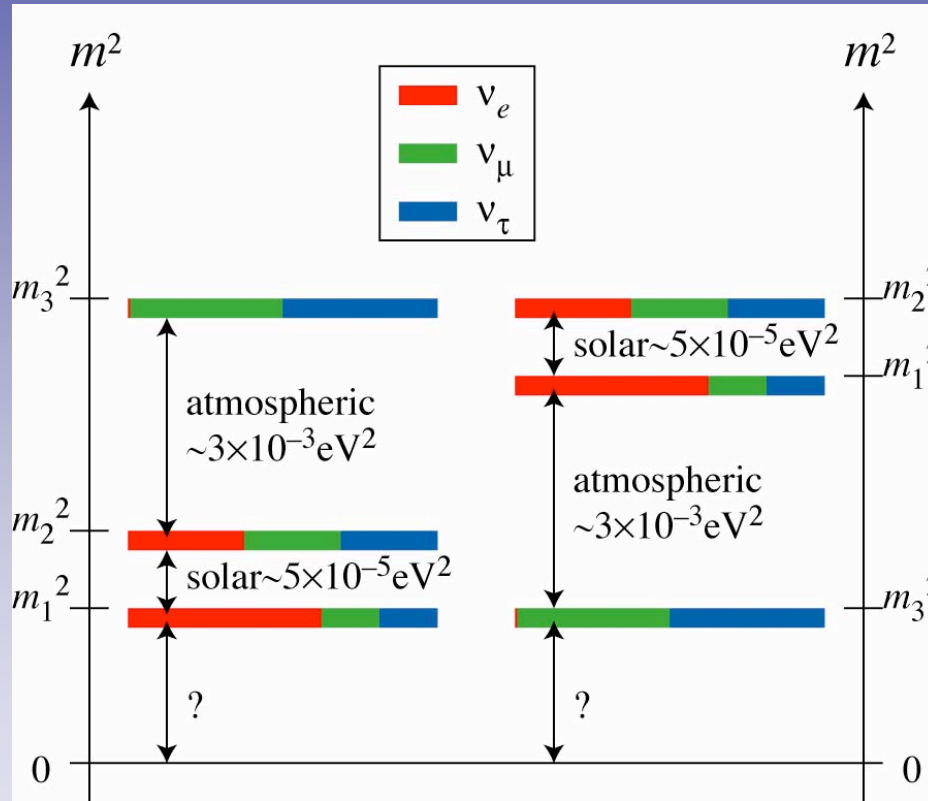 m²
m²
νₑ
ν_μ
ν_τ
m₃²
m₂²
solar~5×10⁻⁵eV²
m₁²
atmospheric
~3×10⁻³eV²
atmospheric
~3×10⁻³eV²
m₂²
solar~5×10⁻⁵eV²
m₁²
m₃²
?
?
0
0